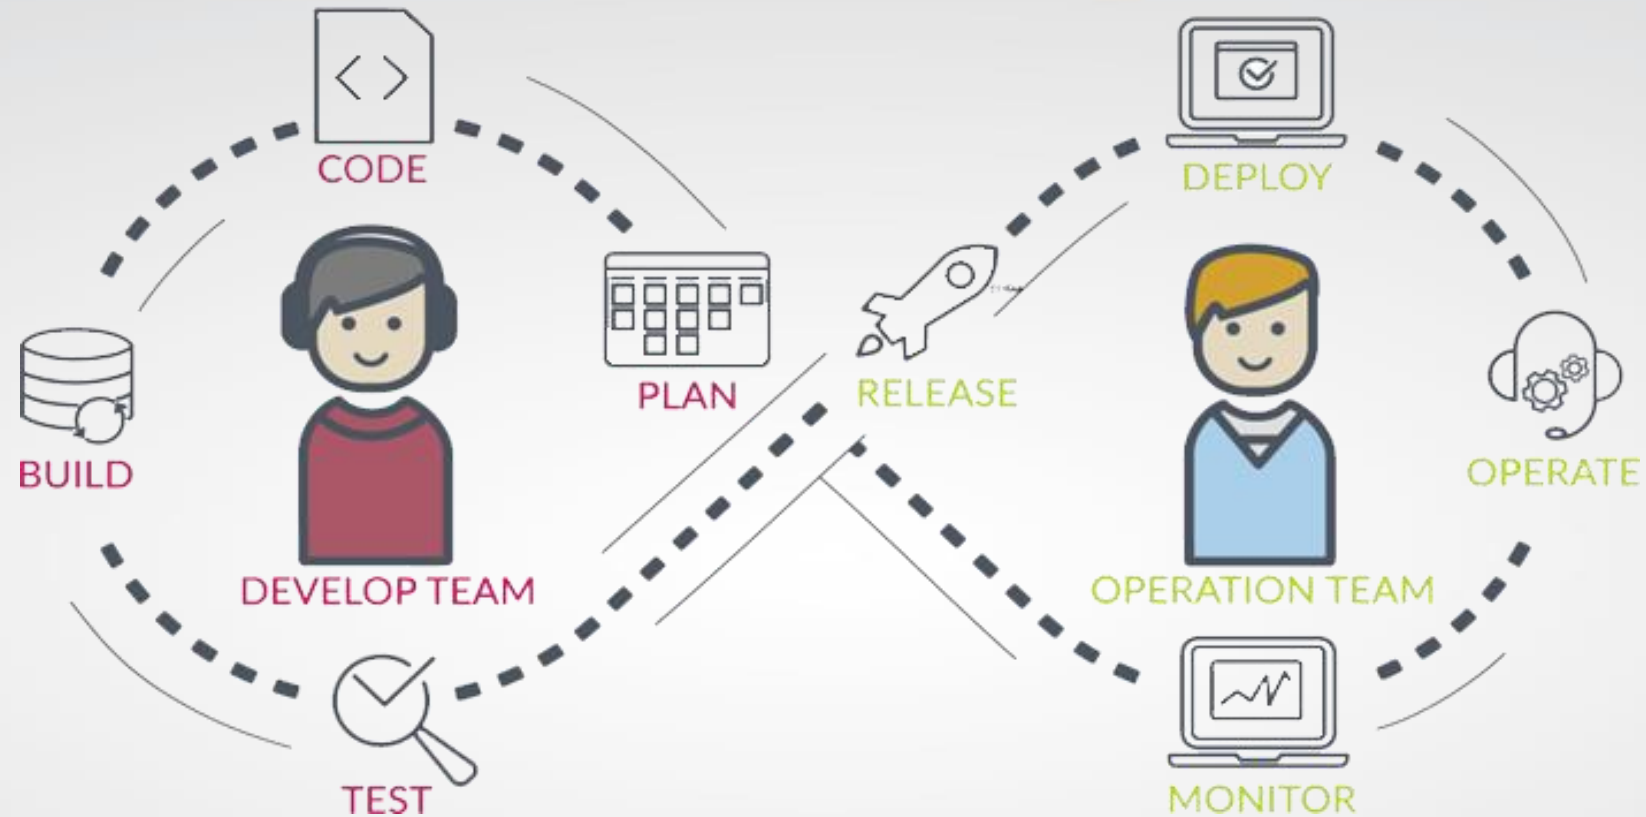 CODE
DEPLOY
PLAN
RELEASE
BUILD
OPERATE
DEVELOP TEAM
OPERATION TEAM
TEST
MONITOR